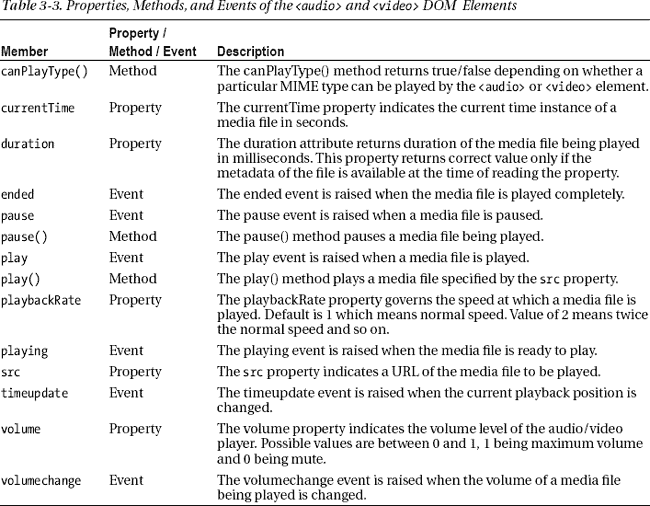 Table 3-3. Properties, Methods, and Events of the <audio> and <video> DOM Elements
Member Property / Method / Event Description
canPlayType() Method The canPlayType() method returns true/false depending on whether a
particular MIME type can be played by the <audio> or <video> element.
currentTime Property The currentTime property indicates the current time instance of a
media file in seconds.
duration Property The duration attribute returns duration of the media file being played
in milliseconds. This property returns correct value only if the
metadata of the file is available at the time of reading the property.
ended Event The ended event is raised when the media file is played completely.
pause Event The pause event is raised when a media file is paused.
pause() Method The pause() method pauses a media file being played.
play Event The play event is raised when a media file is played.
play() Method The play() method plays a media file specified by the src property.
playbackRate Property The playbackRate property governs the speed at which a media file is
played. Default is 1 which means normal speed. Value of 2 means twice
the normal speed and so on.
playing Event The playing event is raised when the media file is ready to play.
src Property The src property indicates a URL of the media file to be played.
timeupdate Event The timeupdate event is raised when the current playback position is
changed.
volume Property The volume property indicates the volume level of the audio/video
player. Possible values are between 0 and 1, 1 being maximum volume
and 0 being mute.
volumechange Event The volumechange event is raised when the volume of a media file
being played is changed.